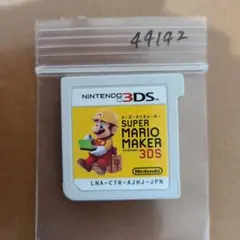 44142
NINTENDO 3DS
スーパーマリオメーカー
SUPER
MARIO
MAKER
3DS
Nintendo
LNA-CTR-AJHJ-JPN